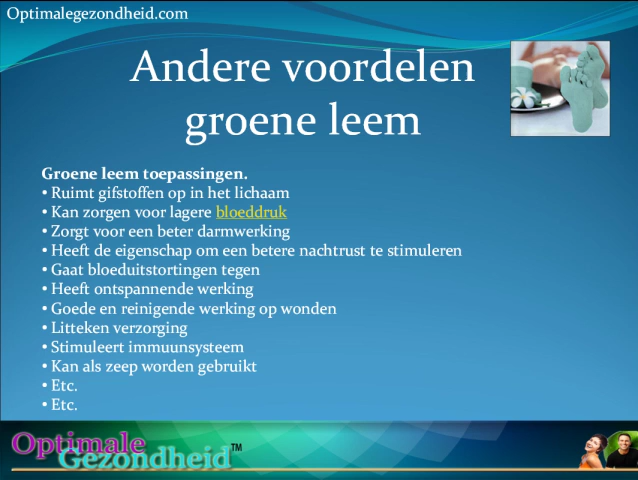 Optimalegezondheid.com
Andere voordelen
groene leem
Groene leem toepassingen.
• Ruimt gifstoffen op in het lichaam
• Kan zorgen voor lagere bloeddruk
• Zorgt voor een beter darmwerking
• Heeft de eigenschap om een betere nachtrust te stimuleren
• Gaat bloeduitstortingen tegen
• Heeft ontspannende werking
• Goede en reinigende werking op wonden
• Litteken verzorging
• Stimuleert immuunsysteem
• Kan als zeep worden gebruikt
• Etc.
• Etc.
Optimale
Gezondheid™